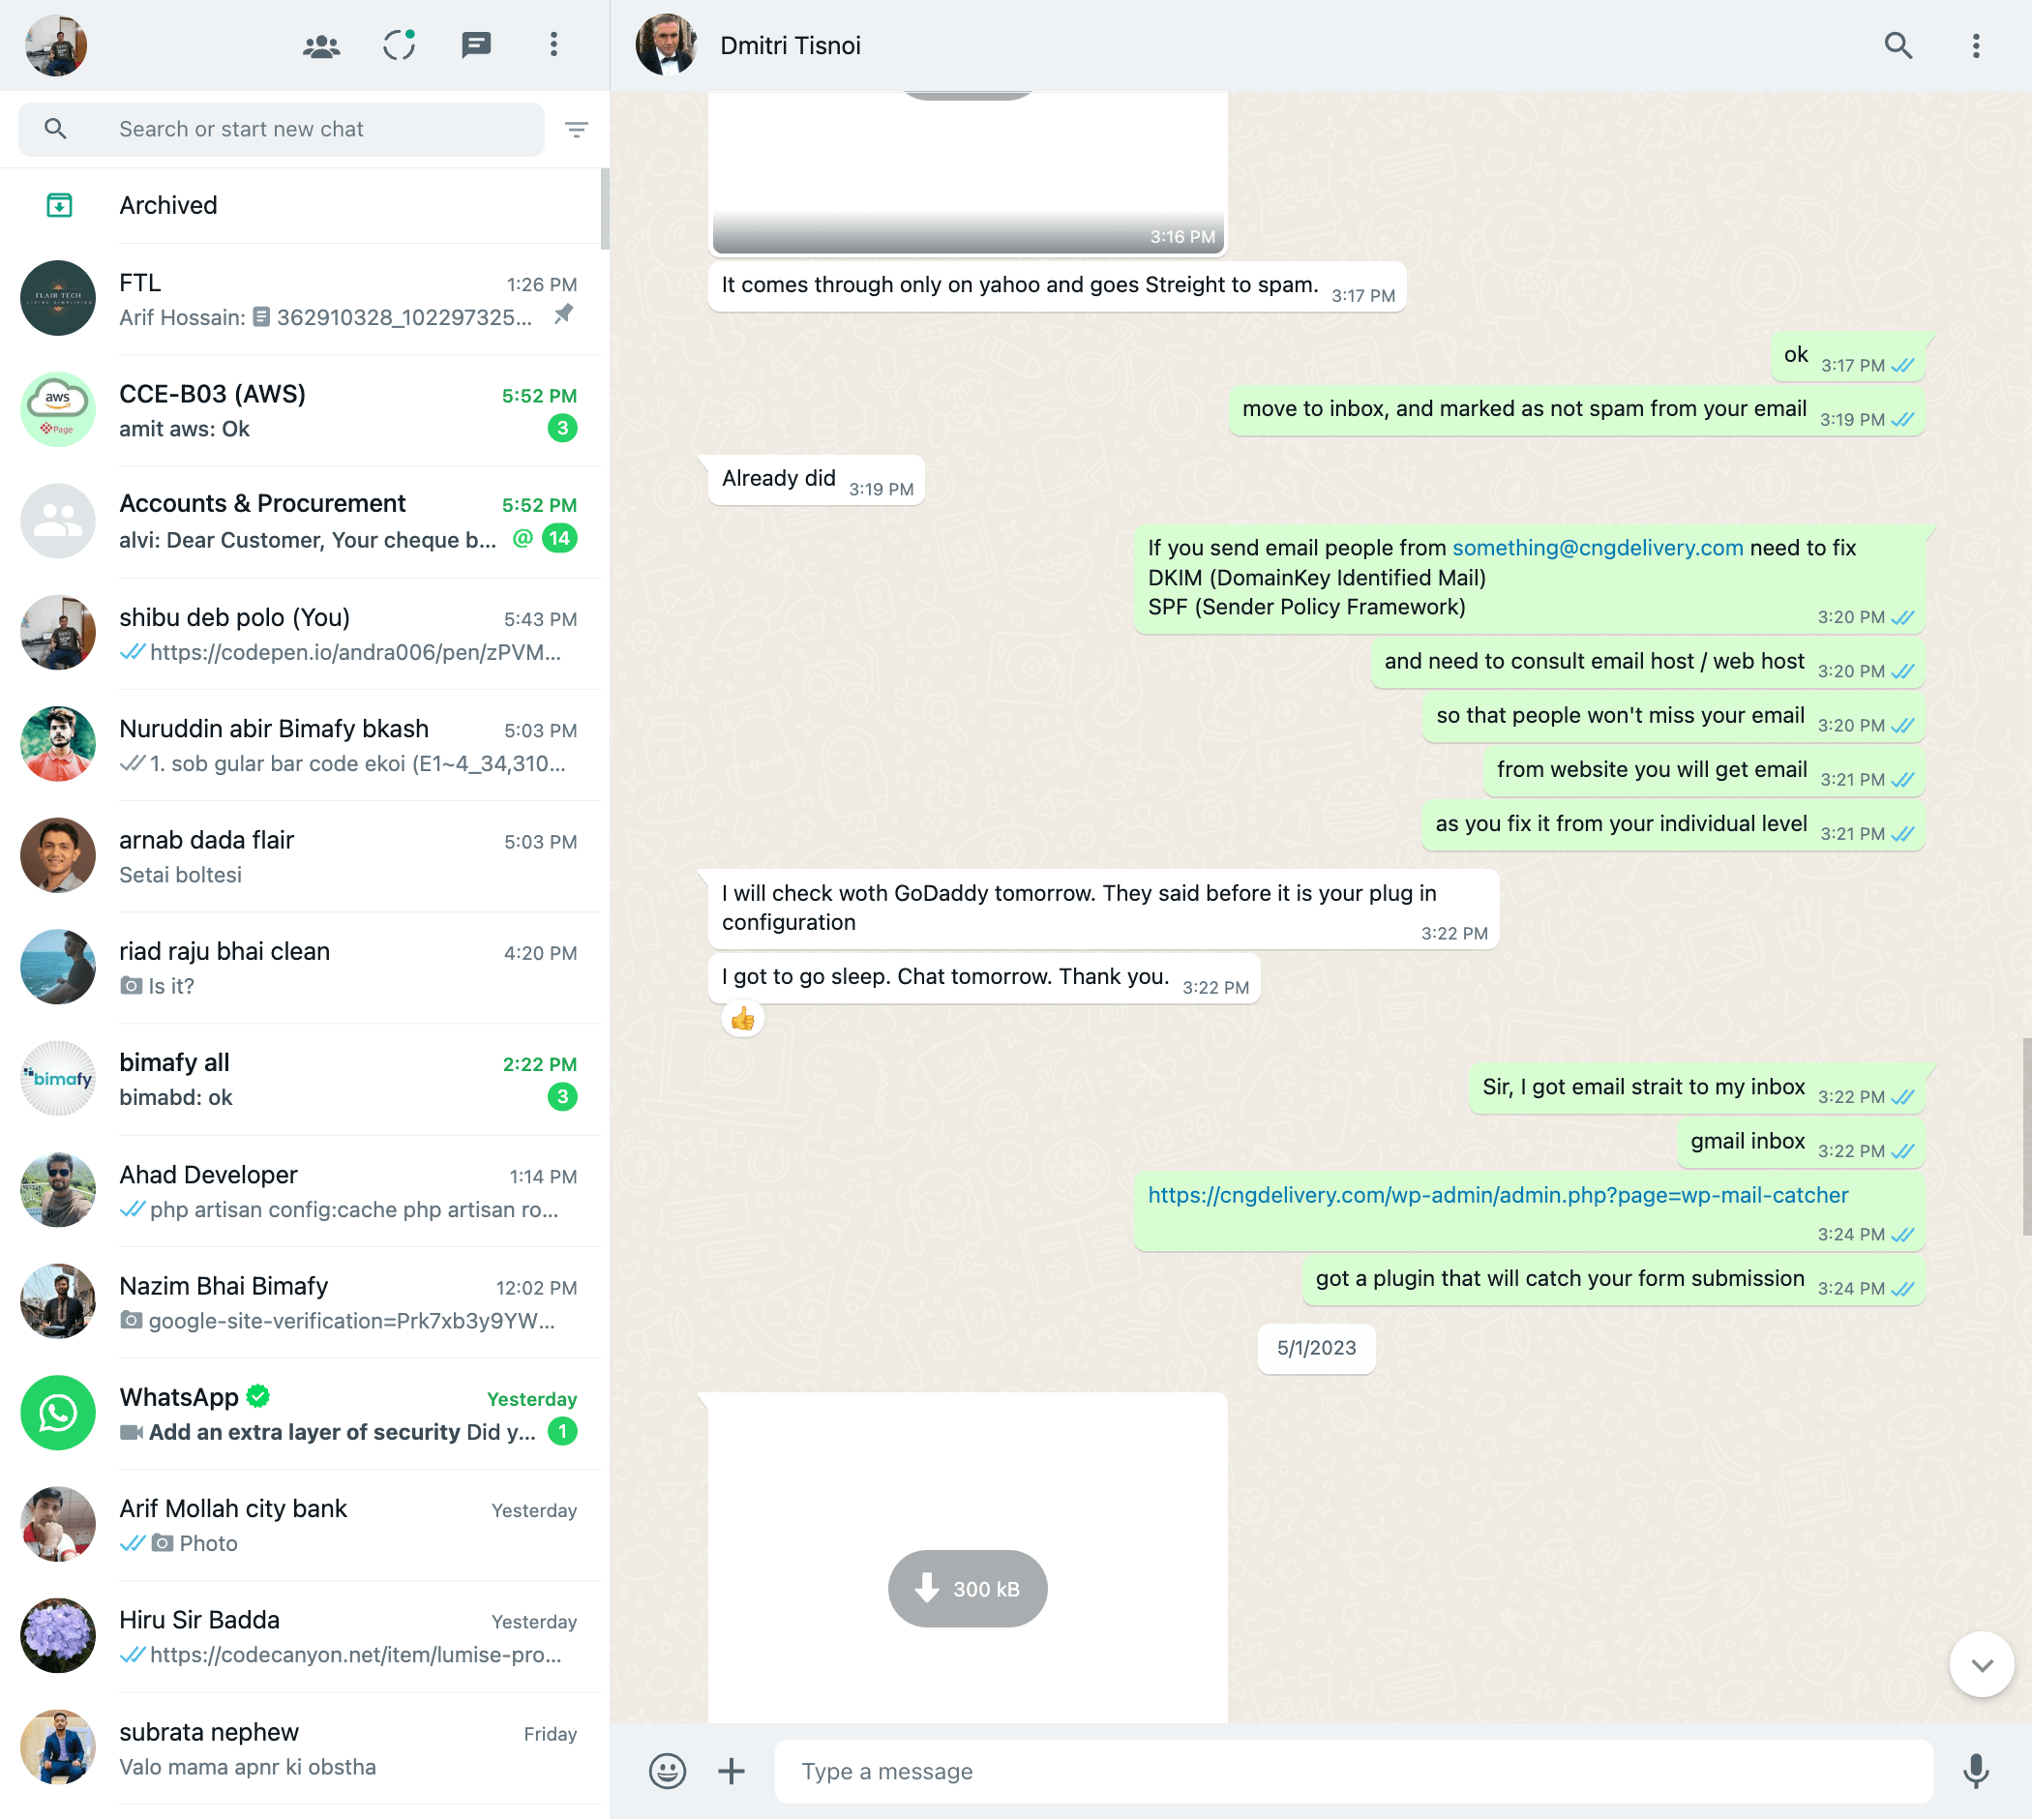 Search or start new chat
Archived
FTL
1:26 PM
Arif Hossain: 362910328_102297325...
CCE-B03 (AWS)
5:52 PM
amit aws: Ok
3
Accounts & Procurement
5:52 PM
alvi: Dear Customer, Your cheque b...
@ 14
shibu deb polo (You)
5:43 PM
https://codepen.io/andra006/pen/zPVM...
Nuruddin abir Bimafy bkash
5:03 PM
1. sob gular bar code ekoi (E1~4_34,310...
arnab dada flair
5:03 PM
Setai boltesi
riad raju bhai clean
4:20 PM
Is it?
bimafy all
2:22 PM
bimabd: ok
3
Ahad Developer
1:14 PM
php artisan config:cache php artisan ro...
Nazim Bhai Bimafy
12:02 PM
google-site-verification=Prk7xb3y9YW...
WhatsApp
Yesterday
Add an extra layer of security Did y...
1
Arif Mollah city bank
Yesterday
Photo
Hiru Sir Badda
Yesterday
https://codecanyon.net/item/lumise-pro...
subrata nephew
Friday
Valo mama apnr ki obstha
FLAIR TECH
aws
Page
bimafy
Dmitri Tisnoi
3:16 PM
It comes through only on yahoo and goes Streight to spam. 3:17 PM
ok 3:17 PM
move to inbox, and marked as not spam from your email 3:19 PM
Already did 3:19 PM
If you send email people from something@cngdelivery.com need to fix
DKIM (DomainKey Identified Mail)
SPF (Sender Policy Framework)
3:20 PM
and need to consult email host / web host 3:20 PM
so that people won't miss your email 3:20 PM
from website you will get email 3:21 PM
as you fix it from your individual level 3:21 PM
I will check woth GoDaddy tomorrow. They said before it is your plug in
configuration
3:22 PM
I got to go sleep. Chat tomorrow. Thank you. 3:22 PM
Sir, I got email strait to my inbox 3:22 PM
gmail inbox 3:22 PM
https://cngdelivery.com/wp-admin/admin.php?page=wp-mail-catcher
3:24 PM
got a plugin that will catch your form submission 3:24 PM
5/1/2023
300 kB
Type a message